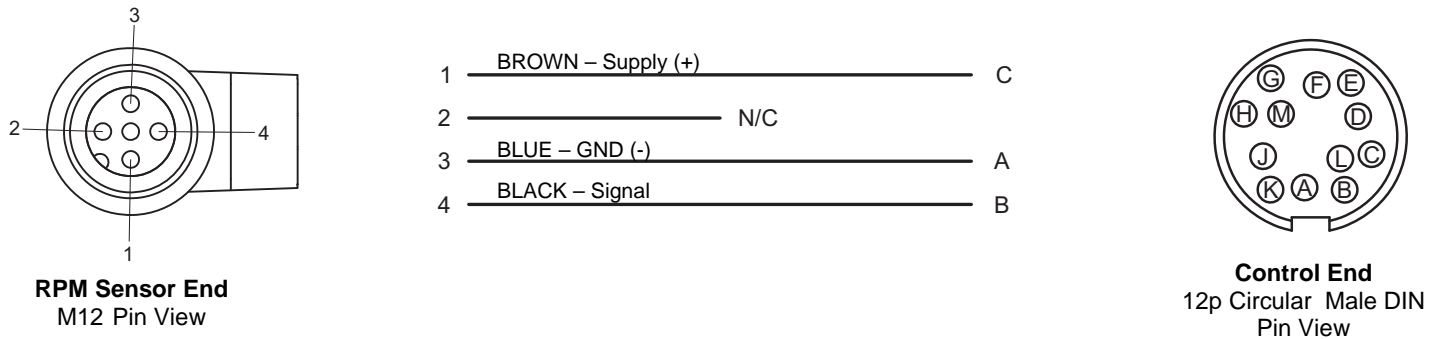 3
2
4
1
RPM Sensor End
M12 Pin View
1 BROWN – Supply (+) C
2 N/C
3 BLUE – GND (-) A
4 BLACK – Signal B
G F E
H M D
J L C
K A B
Control End
12p Circular Male DIN
Pin View